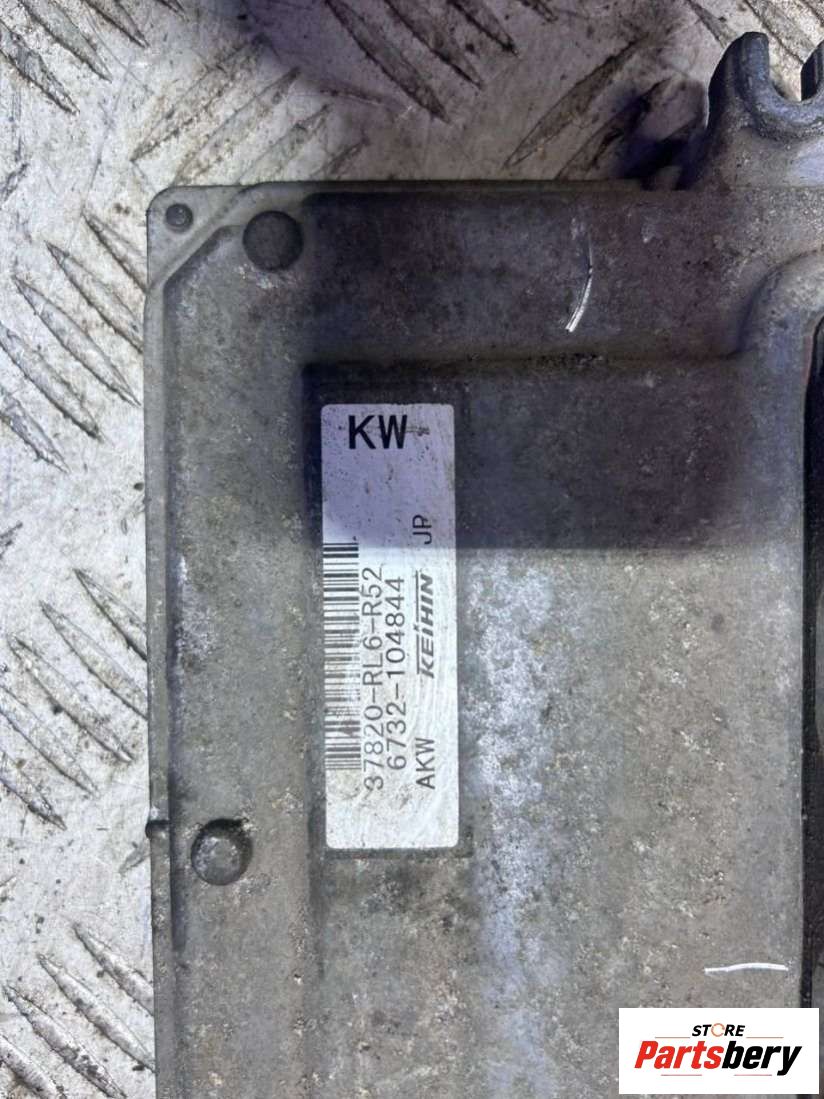 KW
JP
37820-RL6-R52
6732-104844
AKW KEIHIN
STORE
Partsbery